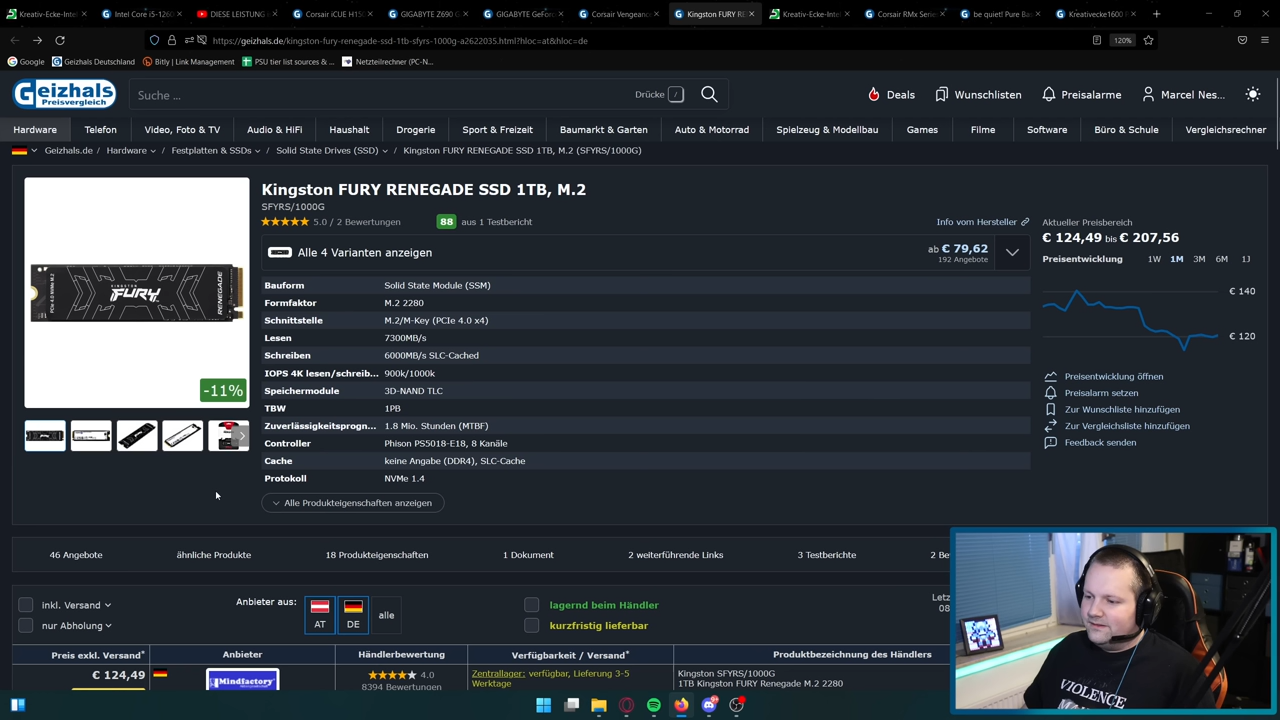 Kreativ-Ecke-Inte
Intel Core i5-1260
DIESE LEISTUNG
Corsair iCUE H150
GIGABYTE Z690 G
GIGABYTE GeForc
Corsair Vengeanc
Kingston FURY RE
Kreativ-Ecke-Inte
Corsair RMx Serie
be quiet! Pure Bas
Kreativecke1600 P
https://geizhals.de/kingston-fury-renegade-ssd-1tb-sfyrs-1000g-a2622035.html?hloc=at&hloc=de
120%
Google
Geizhals Deutschland
Bitly | Link Management
PSU tier list sources & ...
Netzteilrechner (PC-N...
Geizhals
Preisvergleich
Suche ...
Drücke /
Deals
Wunschlisten
Preisalarme
Marcel Nes...
Hardware
Telefon
Video, Foto & TV
Audio & HiFi
Haushalt
Drogerie
Sport & Freizeit
Baumarkt & Garten
Auto & Motorrad
Spielzeug & Modellbau
Games
Filme
Software
Büro & Schule
Vergleichsrechner
Geizhals.de / Hardware / Festplatten & SSDs / Solid State Drives (SSD) / Kingston FURY RENEGADE SSD 1TB, M.2 (SFYRS/1000G)
Kingston FURY RENEGADE SSD 1TB, M.2
SFYRS/1000G
5.0 / 2 Bewertungen
88 aus 1 Testbericht
Info vom Hersteller
Alle 4 Varianten anzeigen
ab € 79,62
192 Angebote
KINGSTON
FURY
RENEGADE
-11%
Bauform Solid State Module (SSM)
Formfaktor M.2 2280
Schnittstelle M.2/M-Key (PCIe 4.0 x4)
Lesen 7300MB/s
Schreiben 6000MB/s SLC-Cached
IOPS 4K lesen/schreib... 900k/1000k
Speichermodule 3D-NAND TLC
TBW 1PB
Zuverlässigkeitsprogn... 1.8 Mio. Stunden (MTBF)
Controller Phison PS5018-E18, 8 Kanäle
Cache keine Angabe (DDR4), SLC-Cache
Protokoll NVMe 1.4
Alle Produkteigenschaften anzeigen
Aktueller Preisbereich
€ 124,49 bis € 207,56
Preisentwicklung 1W 1M 3M 6M 1J
€ 140
€ 120
Preisentwicklung öffnen
Preisalarm setzen
Zur Wunschliste hinzufügen
Zur Vergleichsliste hinzufügen
Feedback senden
46 Angebote
ähnliche Produkte
18 Produkteigenschaften
1 Dokument
2 weiterführende Links
3 Testberichte
2 Be
inkl. Versand
nur Abholung
Anbieter aus:
AT
DE
alle
lagernd beim Händler
kurzfristig lieferbar
Letz
08
Preis exkl. Versand*
Anbieter
Händlerbewertung
Verfügbarkeit / Versand*
Produktbezeichnung des Händlers
€ 124,49
Mindfactory
4.0
8394 Bewertungen
Zentrallager: verfügbar, Lieferung 3-5
Werktage
Kingston SFYRS/1000G
1TB Kingston FURY Renegade M.2 2280
VIOLENCE